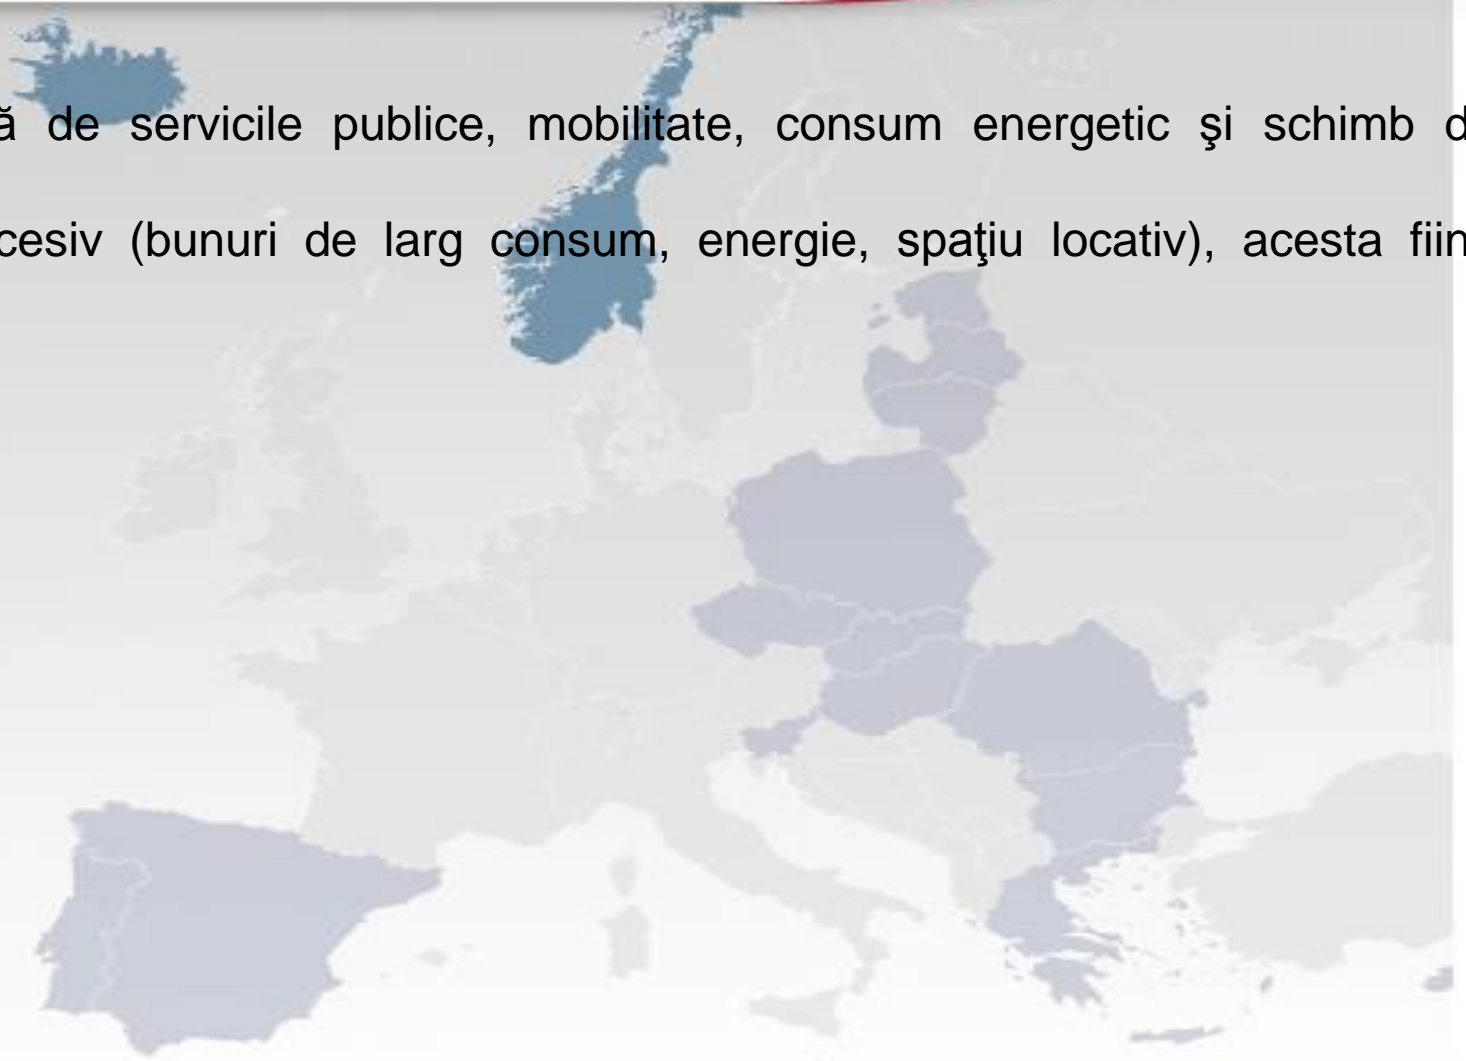 ă de servicile publice, mobilitate, consum energetic şi schimb d
cesiv (bunuri de larg consum, energie, spaţiu locativ), acesta fiin